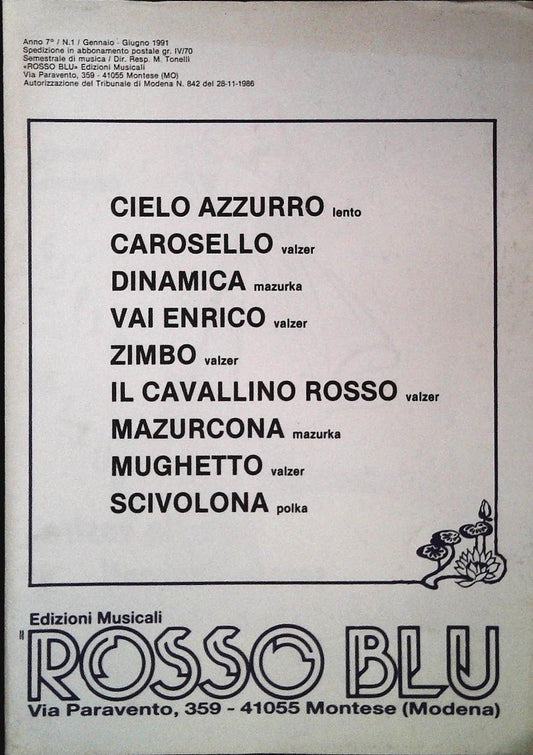 Anno 7° / N.1 / Gennaio - Giugno 1991
Spedizione in abbonamento postale gr. IV/70
Semestrale di musica / Dir. Resp. M. Tonelli
«ROSSO BLU» Edizioni Musicali
Via Paravento, 359 - 41055 Montese (MO)
Autorizzazione del Tribunale di Modena N. 842 del 28-11-1986
CIELO AZZURRO lento
CAROSELLO valzer
DINAMICA mazurka
VAI ENRICO valzer
ZIMBO valzer
IL CAVALLINO ROSSO valzer
MAZURCONA mazurka
MUGHETTO valzer
SCIVOLONA polka
Edizioni Musicali
ROSSO BLU
Via Paravento, 359 - 41055 Montese (Modena)